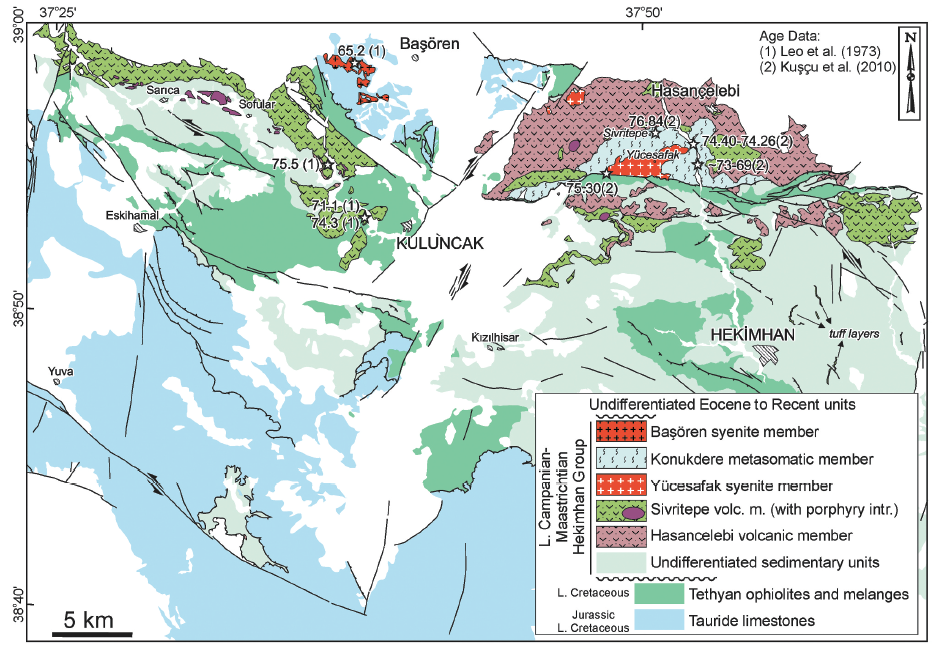 37°25'
37°50'
39°00'
38°50'
38°40'
Age Data:
(1) Leo et al. (1973)
(2) Kuşçu et al. (2010)
N
65.2 (1)
Başören
Sarıca
Sofular
Hasançelebi
76.84(2)
Sivritepe
74.40-74.26(2)
Yücesafak
~73-69(2)
75.5 (1)
75.30(2)
71.1 (1)
74.3 (1)
Eskihamal
KULUNCAK
Kızılhisar
HEKİMHAN
tuff layers
Yuva
5 km
Undifferentiated Eocene to Recent units
L. Campanian-
Maastrichtian
Hekimhan Group
Başören syenite member
Konukdere metasomatic member
Yücesafak syenite member
Sivritepe volc. m. (with porphyry intr.)
Hasancelebi volcanic member
Undifferentiated sedimentary units
L. Cretaceous
Tethyan ophiolites and melanges
Jurassic
L. Cretaceous
Tauride limestones